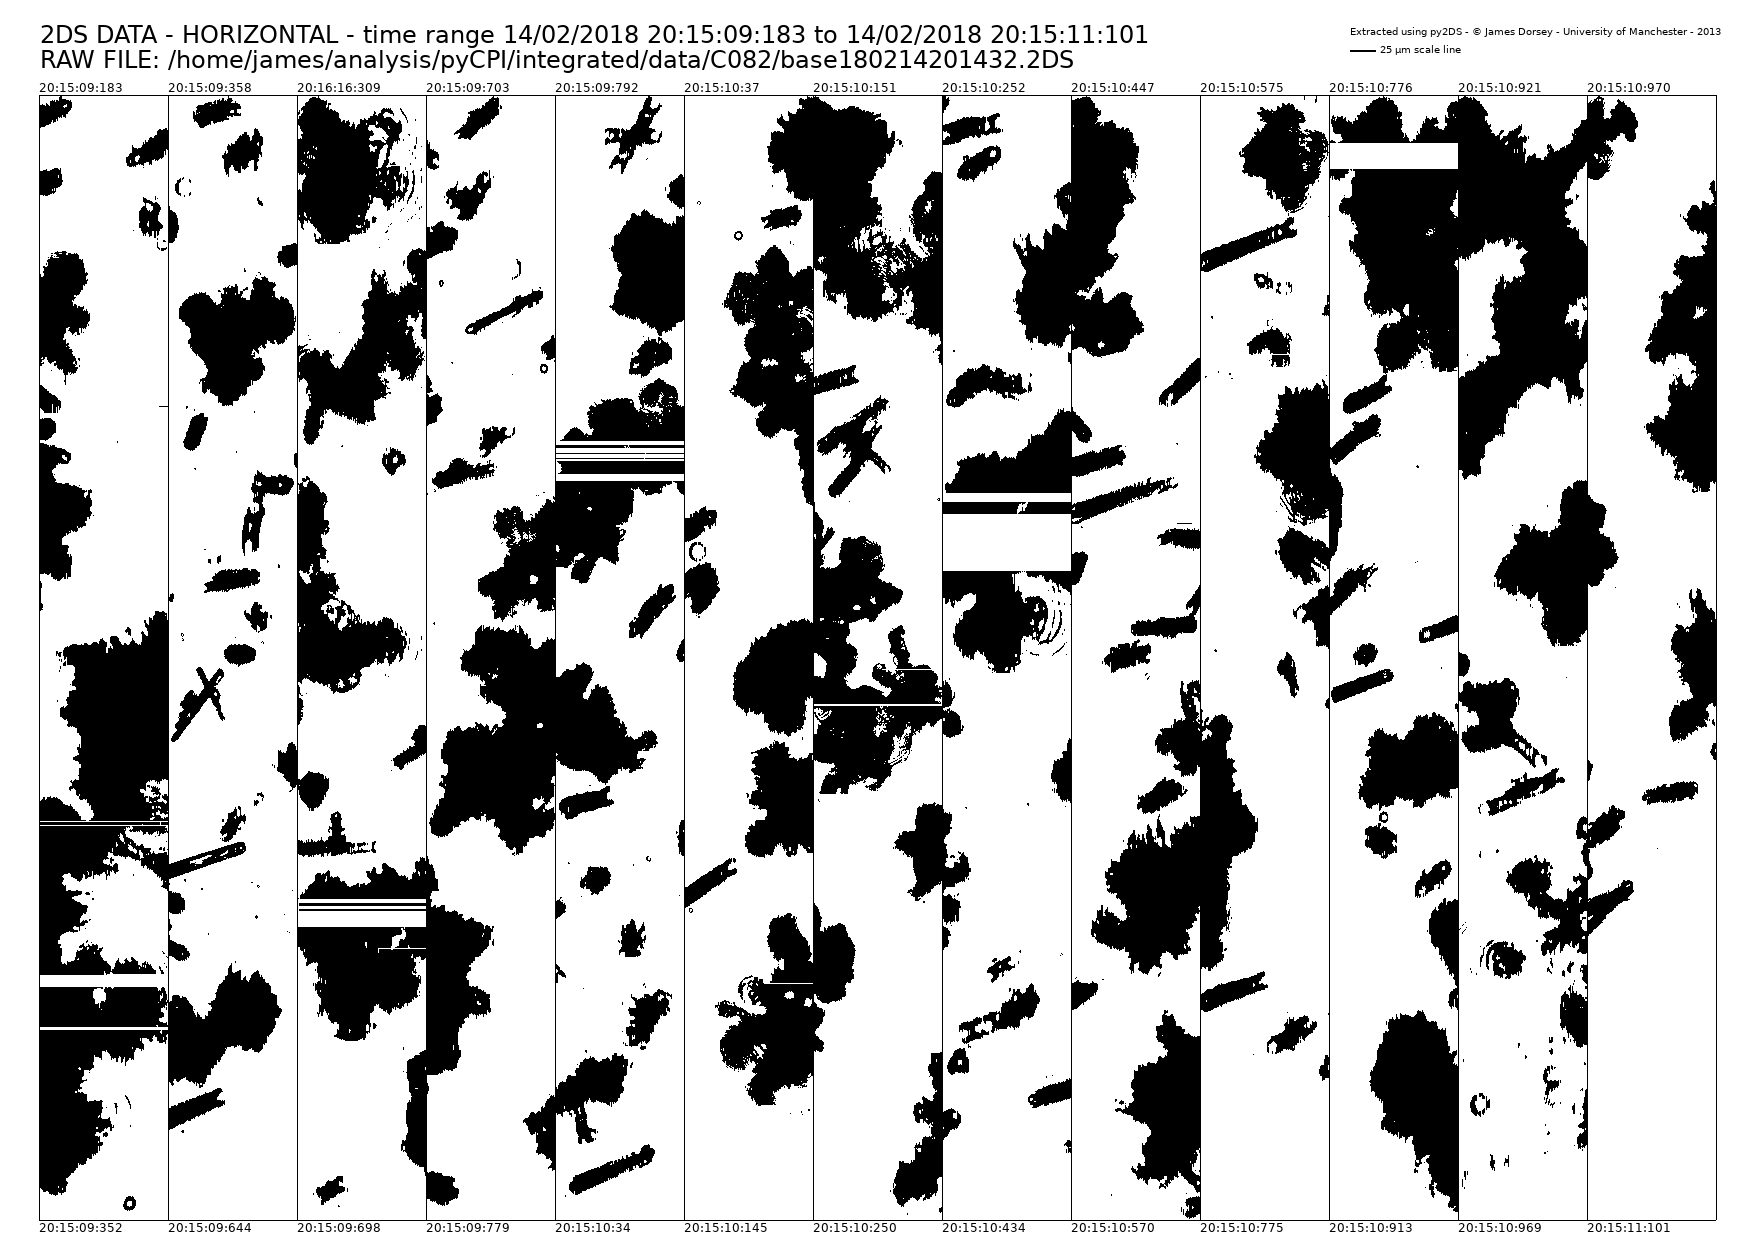 2DS DATA - HORIZONTAL - time range 14/02/2018 20:15:09:183 to 14/02/2018 20:15:11:101
RAW FILE: /home/james/analysis/pyCPI/integrated/data/C082/base180214201432.2DS
Extracted using py2DS - © James Dorsey - University of Manchester - 2013
25 µm scale line
20:15:09:183 20:15:09:358 20:16:16:309 20:15:09:703 20:15:09:792 20:15:10:37 20:15:10:151 20:15:10:252 20:15:10:447 20:15:10:575 20:15:10:776 20:15:10:921 20:15:10:970
20:15:09:352 20:15:09:644 20:15:09:698 20:15:09:779 20:15:10:34 20:15:10:145 20:15:10:250 20:15:10:434 20:15:10:570 20:15:10:775 20:15:10:913 20:15:10:969 20:15:11:101